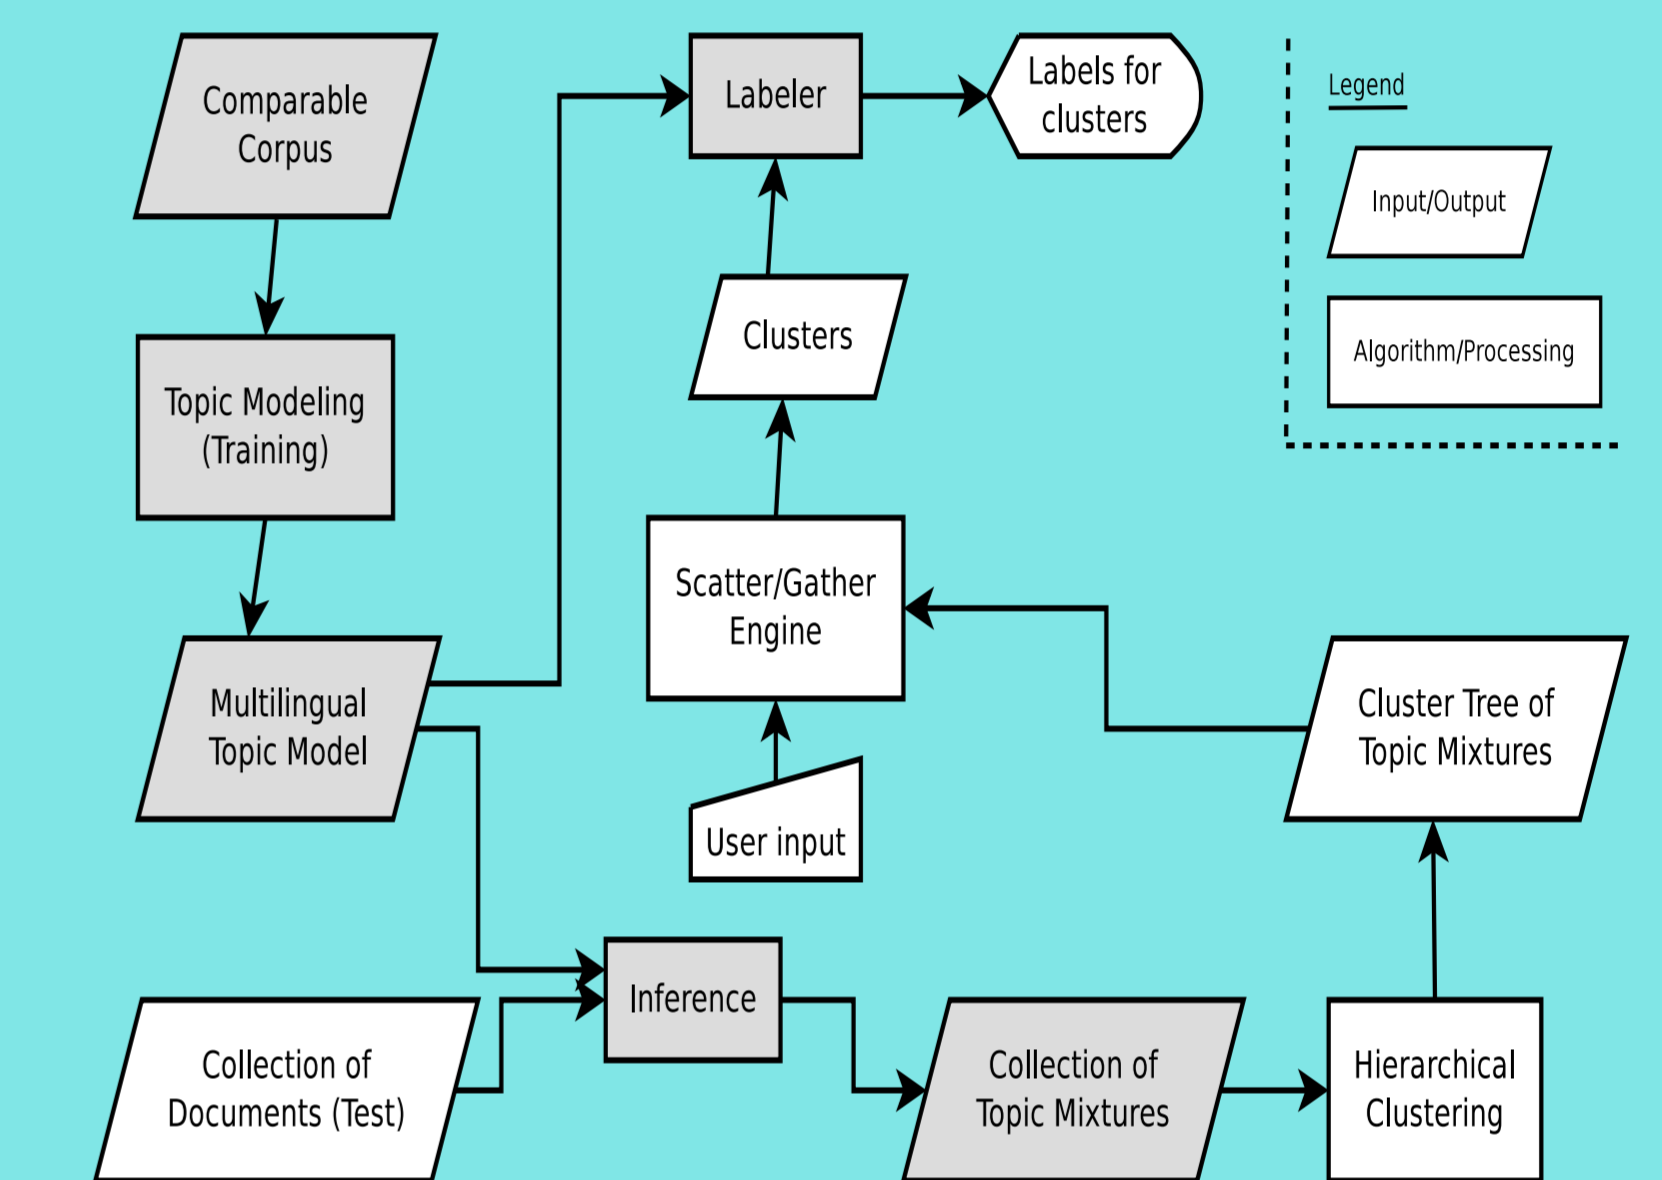 Comparable
Corpus
Labeler
Labels for
clusters
Legend
Input/Output
Algorithm/Processing
Clusters
Topic Modeling
(Training)
Scatter/Gather
Engine
Multilingual
Topic Model
Cluster Tree of
Topic Mixtures
User input
Inference
Collection of
Documents (Test)
Collection of
Topic Mixtures
Hierarchical
Clustering